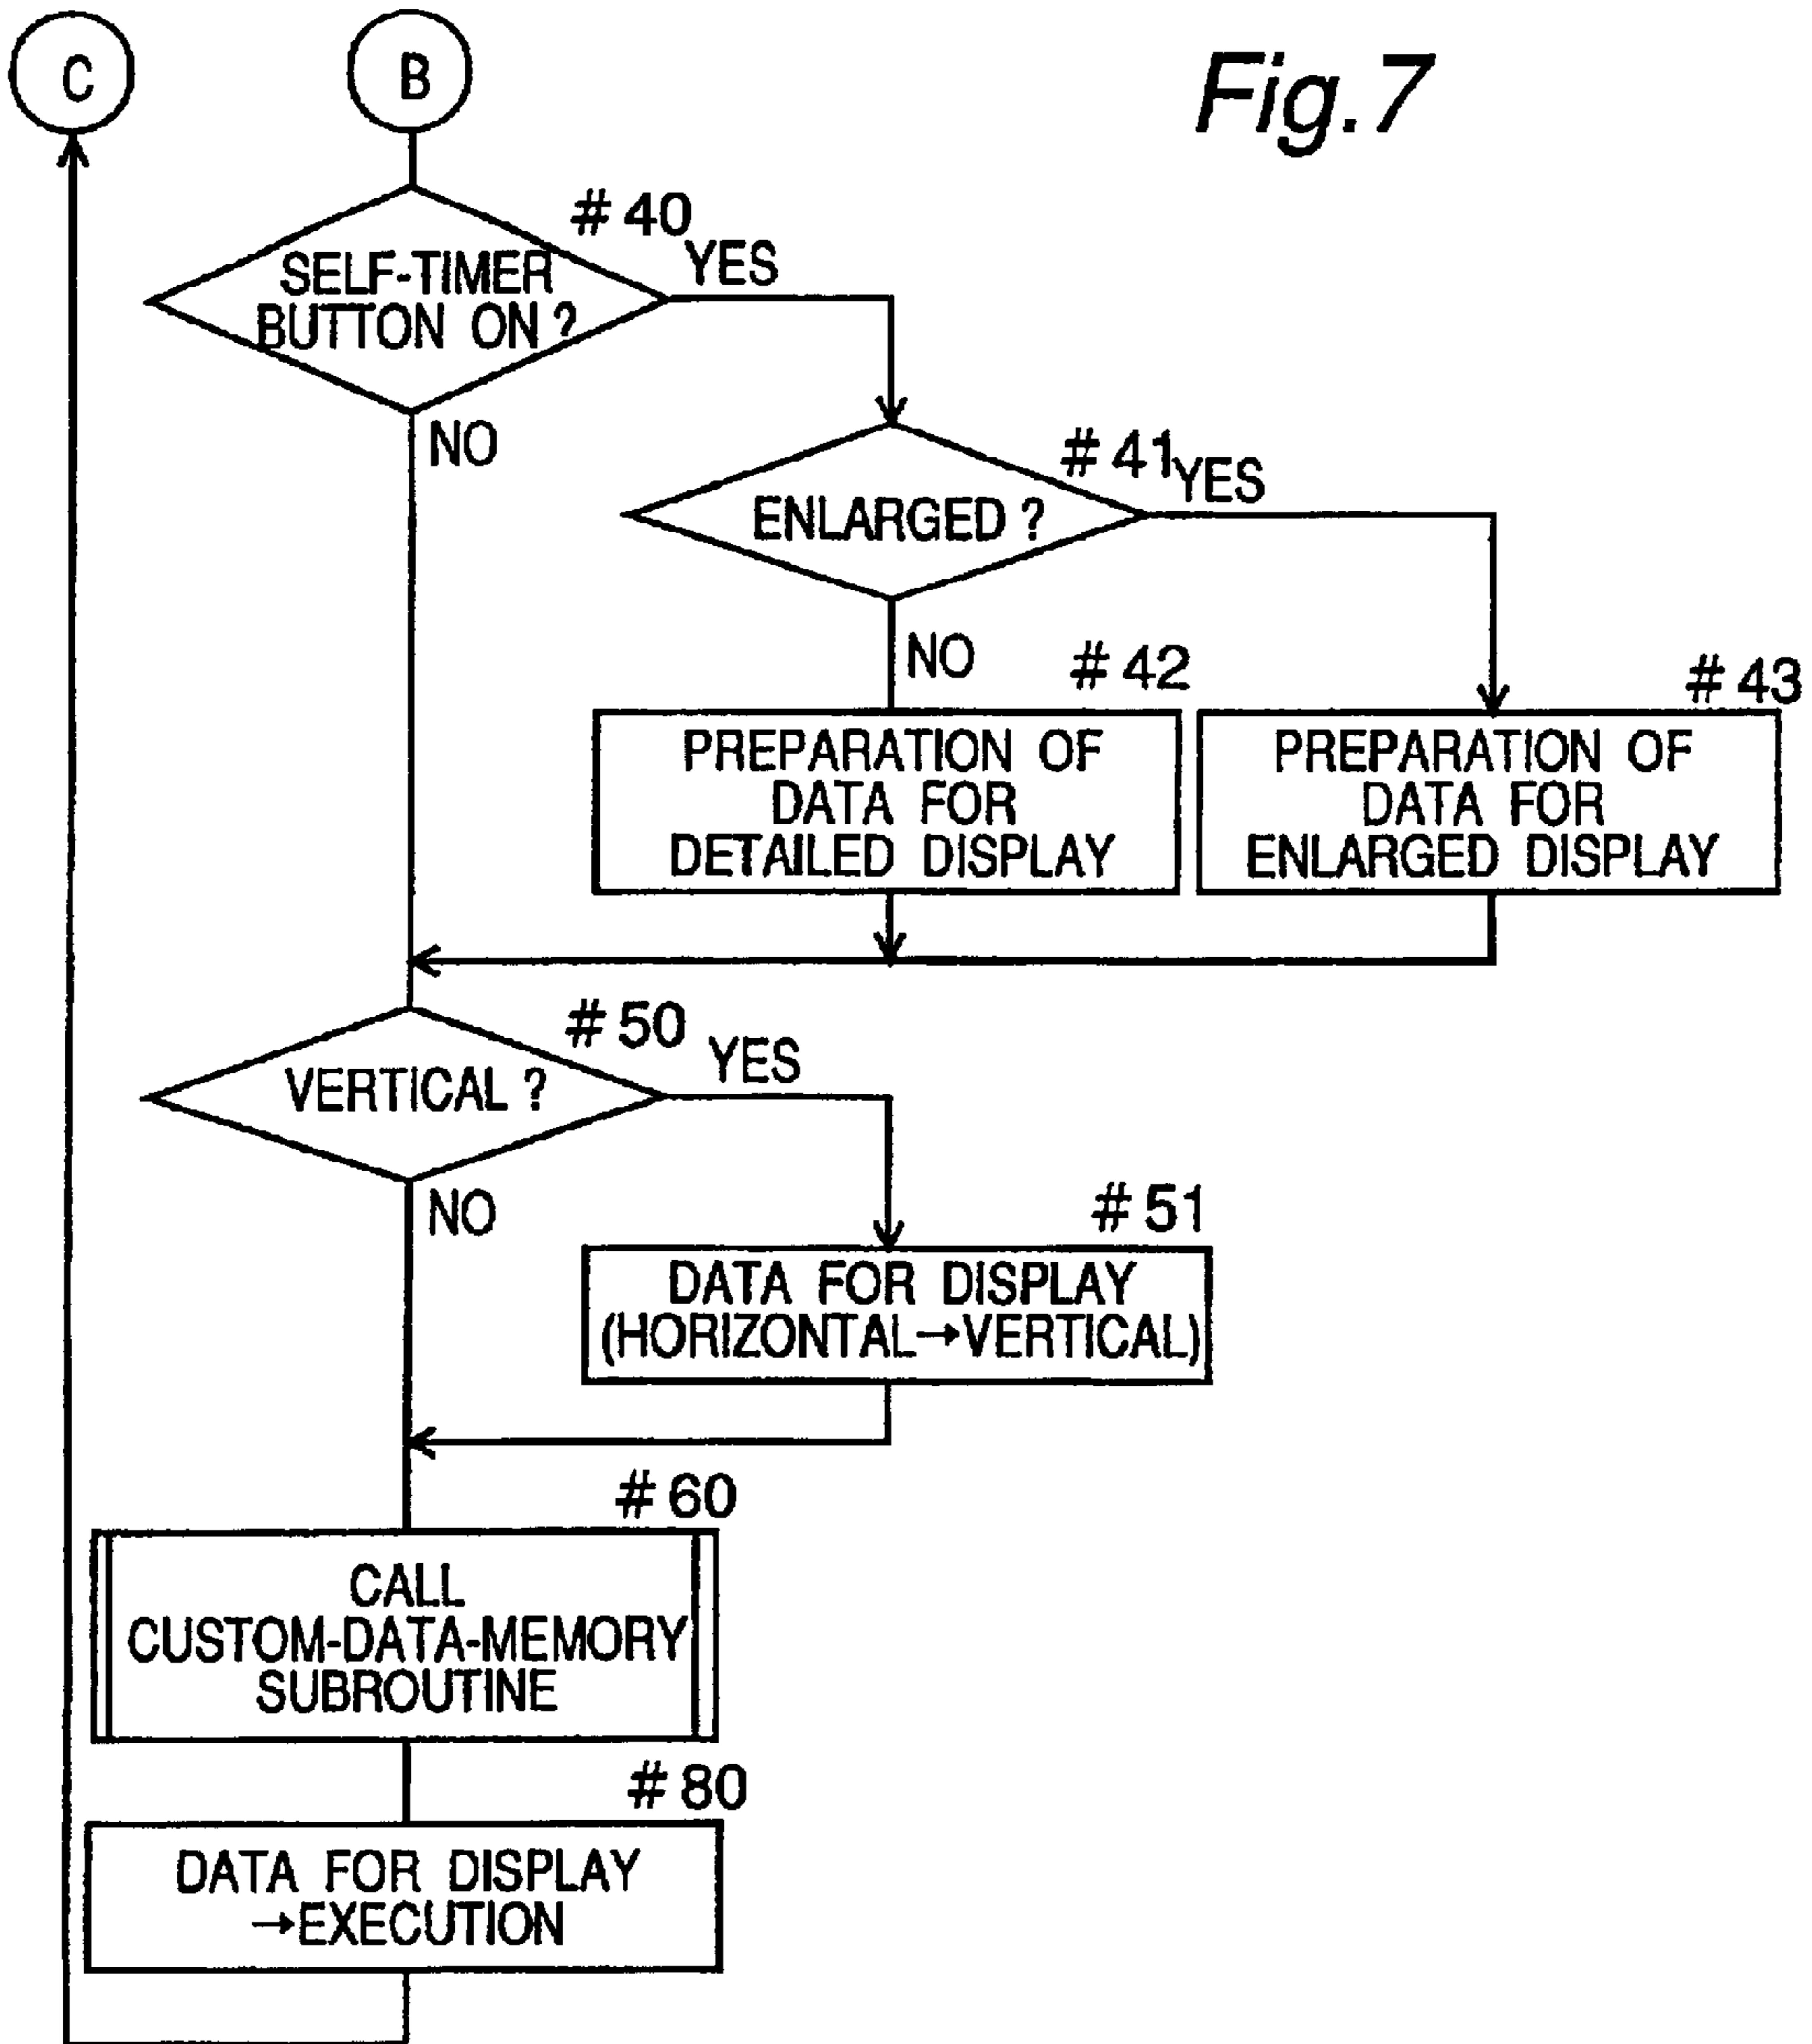 C
B
Fig.7
# 40
YES
SELF-TIMER
BUTTON ON ?
NO
# 41
YES
ENLARGED ?
NO
# 42
# 43
PREPARATION OF
DATA FOR
DETAILED DISPLAY
PREPARATION OF
DATA FOR
ENLARGED DISPLAY
# 50
YES
VERTICAL ?
NO
# 51
DATA FOR DISPLAY
(HORIZONTAL→VERTICAL)
# 60
CALL
CUSTOM-DATA-MEMORY
SUBROUTINE
# 80
DATA FOR DISPLAY
→EXECUTION